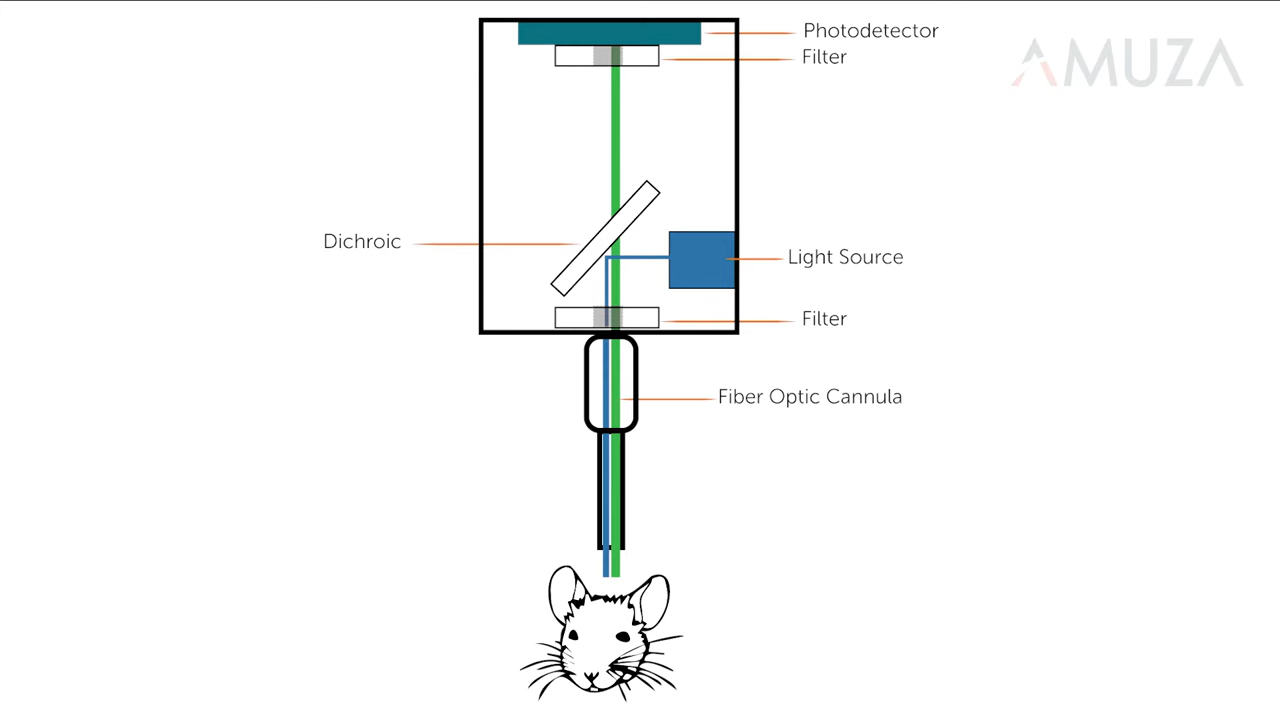 Photodetector
AMUZA
Filter
Dichroic
Light Source
Filter
Fiber Optic Cannula